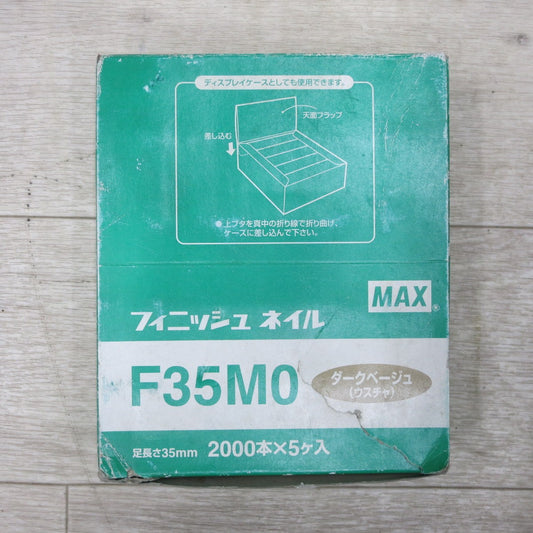 ディスプレイケースとしても使用できます。
天面フラップ
差し込む
●上ブタを真中の折り線で折り曲げ、
ケースに差し込んで下さい。
MAX®
フィニッシュ ネイル
F35M0
ダークベージュ
(ウスチャ)
足長さ35mm 2000本×5ヶ入